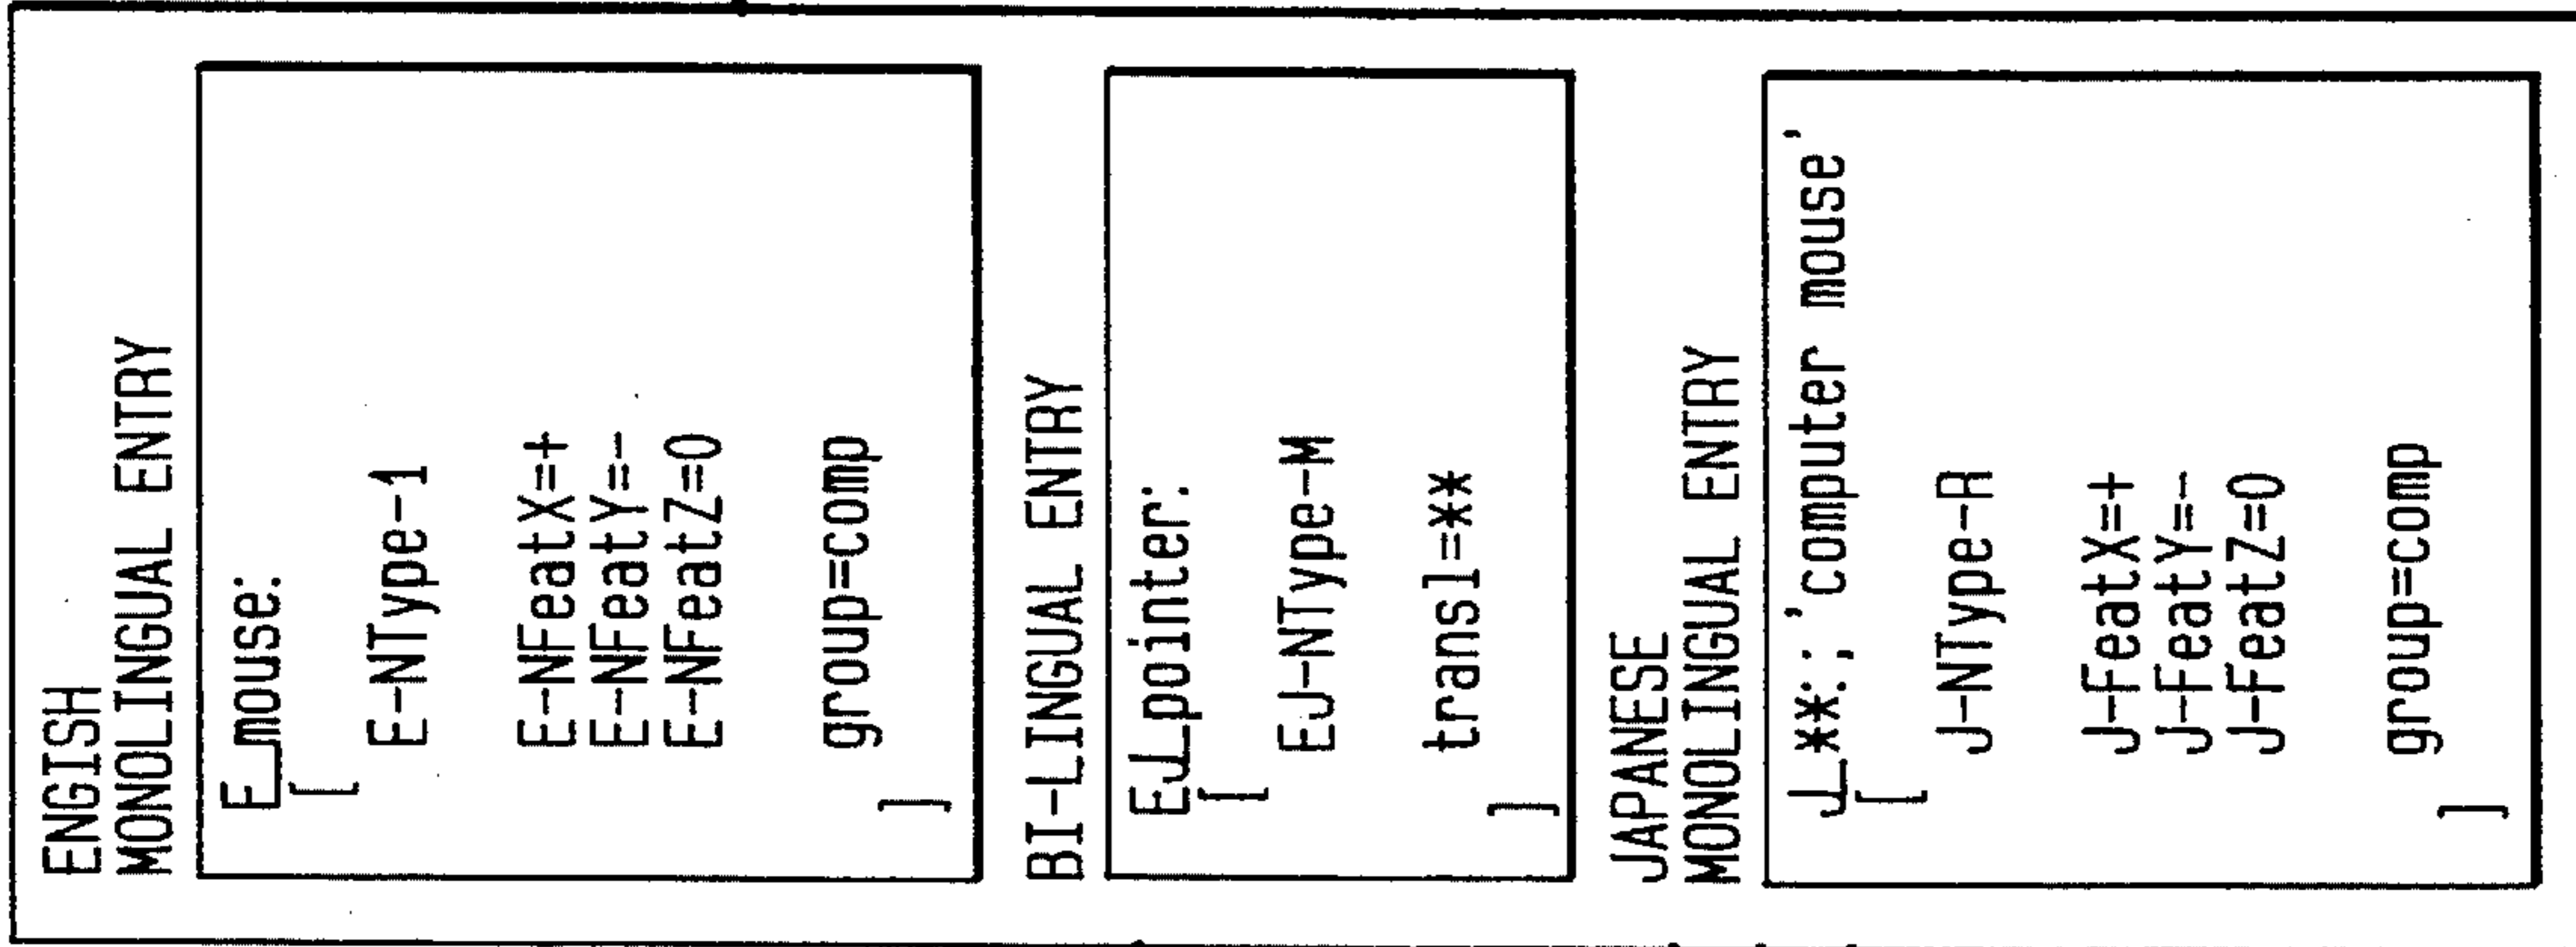 ENGISH
MONOLINGUAL ENTRY
E_mouse:
[
E-NType-1
E-NFeatX=+
E-NFeatY=-
E-NFeatZ=0
group=comp
]
BI-LINGUAL ENTRY
EJ_pointer:
[
EJ-NType-M
transl=**
]
JAPANESE
MONOLINGUAL ENTRY
J_**:;'computer mouse'
[
J-NType-R
J-FeatX=+
J-FeatY=-
J-FeatZ=0
group=comp
]